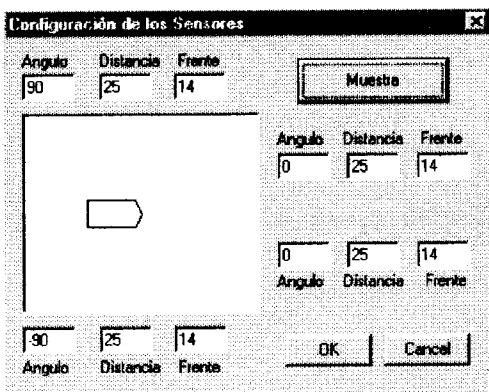 Configuración de los Sensores
Angulo Distancia Frente
90 25 14
Muestra
Angulo Distancia Frente
0 25 14
0 25 14
Angulo Distancia Frente
-90 25 14
Angulo Distancia Frente
OK Cancel